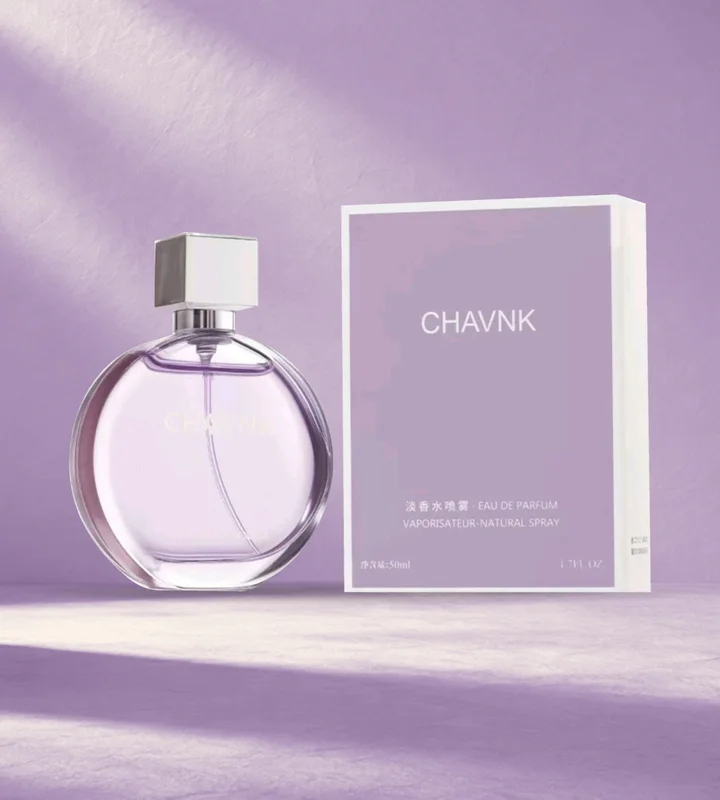 CHAVNK
CHAVNK
淡香水喷雾 · EAU DE PARFUM
VAPORISATEUR·NATURAL SPRAY
净含量:50ml
1.7FL OZ